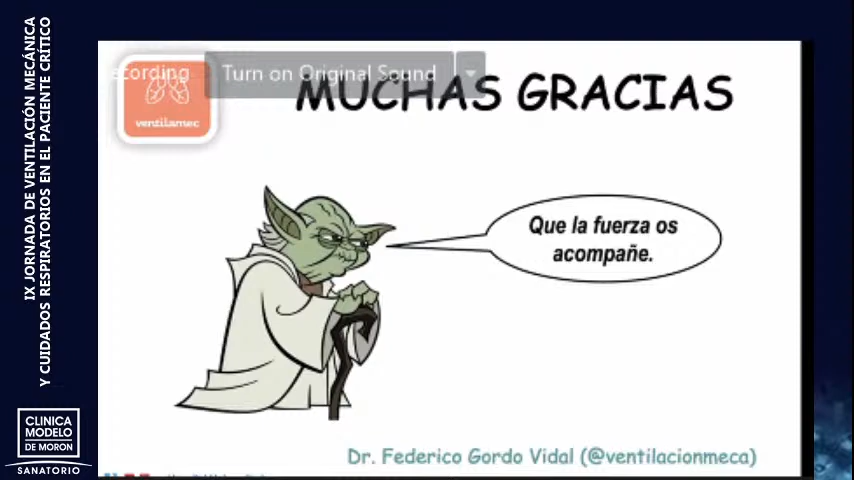 IX JORNADA DE VENTILACIÓN MECÁNICA
Y CUIDADOS RESPIRATORIOS EN EL PACIENTE CRÍTICO
ecording
Turn on Original Sound
ventilamec
MUCHAS GRACIAS
Que la fuerza os
acompañe.
CLINICA
MODELO
DE MORON
SANATORIO
Dr. Federico Gordo Vidal (@ventilacionmeca)